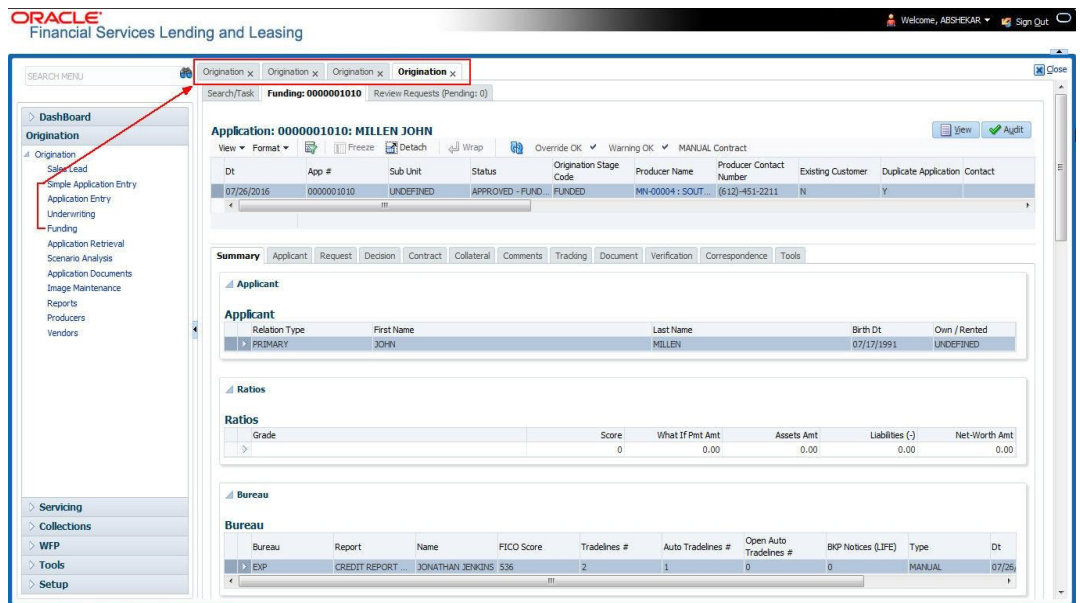 ORACLE
Financial Services Lending and Leasing
Welcome, ABSHEKAR
Sign Out
SEARCH MENU
Origination x Origination x Origination x Origination x
Close
Search/Task Funding: 0000001010 Review Requests (Pending: 0)
DashBoard
Origination
Origination
Sales Lead
Simple Application Entry
Application Entry
Underwriting
Funding
Application Retrieval
Scenario Analysis
Application Documents
Image Maintenance
Reports
Producers
Vendors
Servicing
Collections
WFP
Tools
Setup
Application: 0000001010: MILLEN JOHN
View Audit
View Format Freeze Detach Wrap Override OK Warning OK MANUAL Contract
Dt App # Sub Unit Status Origination Stage Code Producer Name Producer Contact Number Existing Customer Duplicate Application Contact
07/26/2016 0000001010 UNDEFINED APPROVED - FUND... FUNDED MN-00004 : SOUT... (612)-451-2211 N Y
Summary Applicant Request Decision Contract Collateral Comments Tracking Document Verification Correspondence Tools
Applicant
Applicant
Relation Type First Name Last Name Birth Dt Own / Rented
PRIMARY JOHN MILLEN 07/17/1991 UNDEFINED
Ratios
Ratios
Grade Score What If Pmt Amt Assets Amt Liabilities (-) Net-Worth Amt
0 0.00 0.00 0.00 0.00
Bureau
Bureau
Bureau Report Name FICO Score Tradelines # Auto Tradelines # Open Auto Tradelines # BKP Notices (LIFE) Type Dt
EXP CREDIT REPORT ... JONATHAN JENKINS 536 2 1 0 0 MANUAL 07/26/